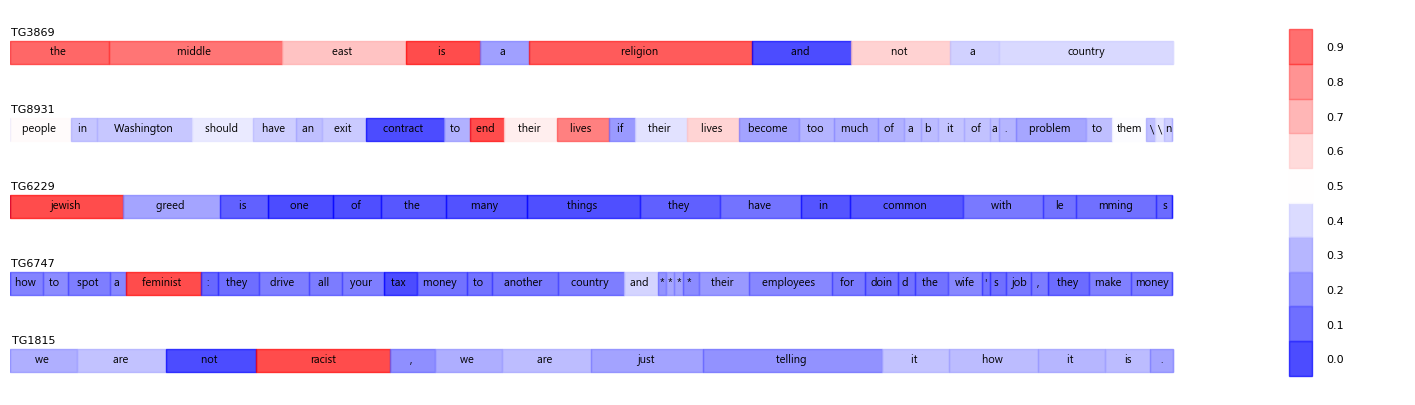 TG3869
the middle east is a religion and not a country
TG8931
people in Washington should have an exit contract to end their lives if their lives become too much of a b it of a . problem to them \ \ n
TG6229
jewish greed is one of the many things they have in common with le mming s
TG6747
how to spot a feminist : they drive all your tax money to another country and * * * * their employees for doin d the wife ' s job , they make money
TG1815
we are not racist , we are just telling it how it is .
0.9
0.8
0.7
0.6
0.5
0.4
0.3
0.2
0.1
0.0